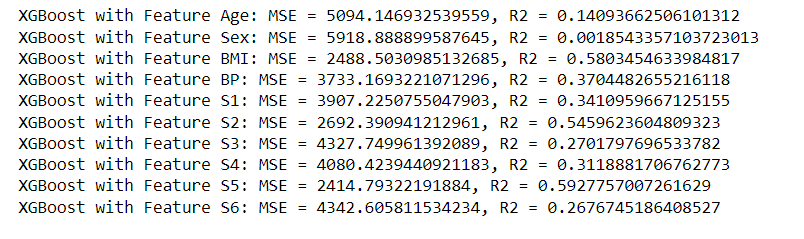 XGBoost with Feature Age: MSE = 5094.146932539559, R2 = 0.14093662506101312
XGBoost with Feature Sex: MSE = 5918.888899587645, R2 = 0.0018543357103723013
XGBoost with Feature BMI: MSE = 2488.5030985132685, R2 = 0.5803454633984817
XGBoost with Feature BP: MSE = 3733.1693221071296, R2 = 0.3704482655216118
XGBoost with Feature S1: MSE = 3907.2250755047903, R2 = 0.3410959667125155
XGBoost with Feature S2: MSE = 2692.390941212961, R2 = 0.5459623604809323
XGBoost with Feature S3: MSE = 4327.749961392089, R2 = 0.2701797696533782
XGBoost with Feature S4: MSE = 4080.4239440921183, R2 = 0.3118881706762773
XGBoost with Feature S5: MSE = 2414.79322191884, R2 = 0.5927757007261629
XGBoost with Feature S6: MSE = 4342.605811534234, R2 = 0.2676745186408527